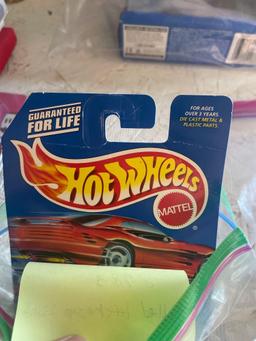 GUARANTEED
FOR LIFE
FOR AGES
OVER 3 YEARS
DIE CAST METAL &
PLASTIC PARTS
HOT WHEELS
MATTEL